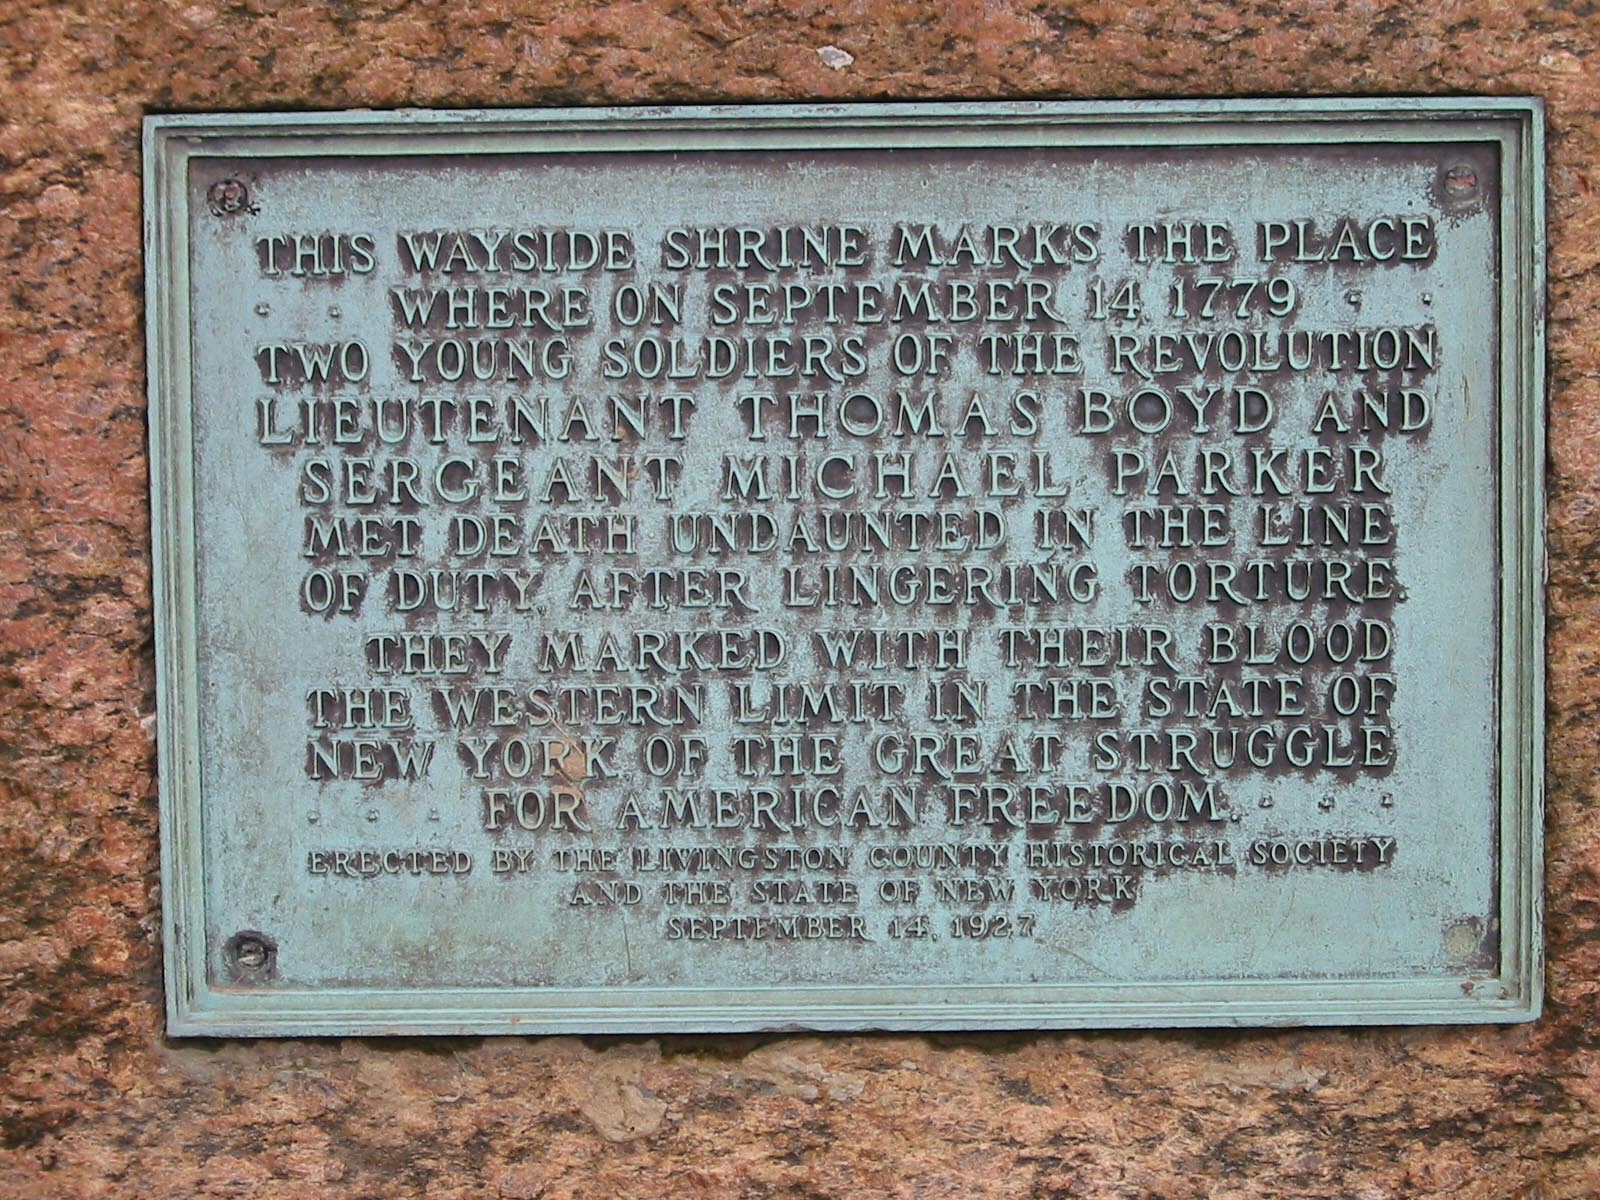 THIS WAYSIDE SHRINE MARKS THE PLACE
WHERE ON SEPTEMBER 14 1779
TWO YOUNG SOLDIERS OF THE REVOLUTION
LIEUTENANT THOMAS BOYD AND
SERGEANT MICHAEL PARKER
MET DEATH UNDAUNTED IN THE LINE
OF DUTY AFTER LINGERING TORTURE.
THEY MARKED WITH THEIR BLOOD
THE WESTERN LIMIT IN THE STATE OF
NEW YORK OF THE GREAT STRUGGLE
FOR AMERICAN FREEDOM.
ERECTED BY THE LIVINGSTON COUNTY HISTORICAL SOCIETY
AND THE STATE OF NEW YORK
SEPTEMBER 14, 1927